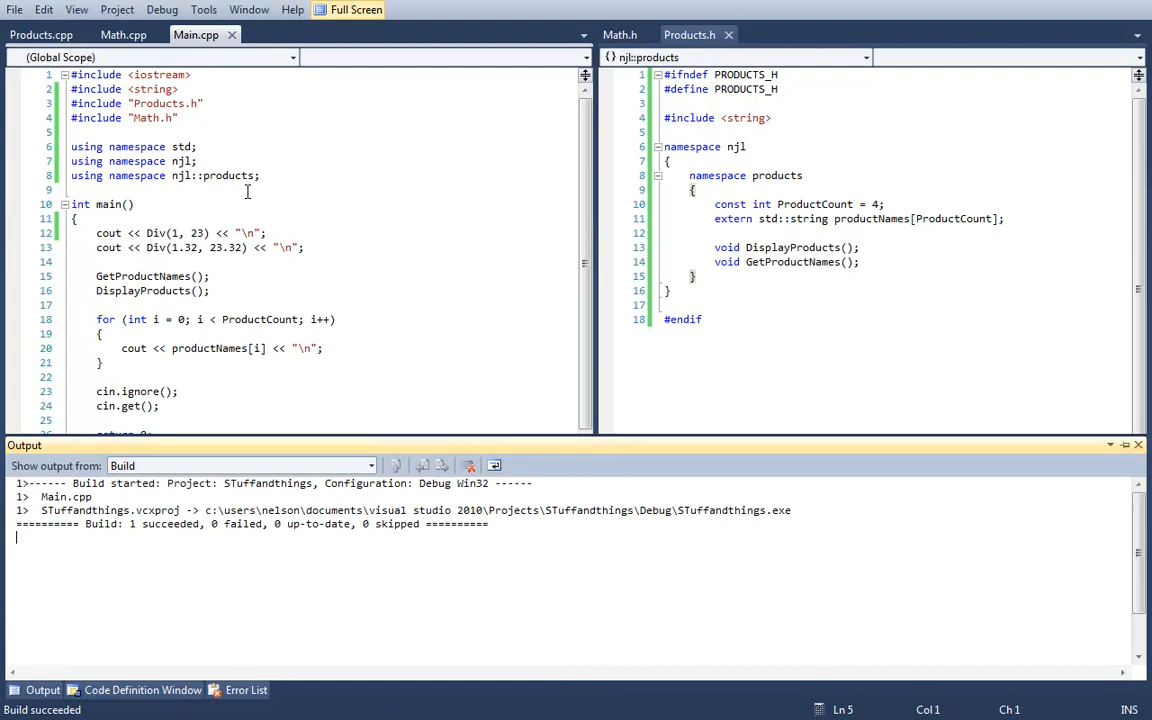 File Edit View Project Debug Tools Window Help Full Screen
Products.cpp Math.cpp Main.cpp
(Global Scope)
1 #include <iostream>
2 #include <string>
3 #include "Products.h"
4 #include "Math.h"
5
6 using namespace std;
7 using namespace njl;
8 using namespace njl::products;
9
10 int main()
11 {
12 cout << Div(1, 23) << "\n";
13 cout << Div(1.32, 23.32) << "\n";
14
15 GetProductNames();
16 DisplayProducts();
17
18 for (int i = 0; i < ProductCount; i++)
19 {
20 cout << productNames[i] << "\n";
21 }
22
23 cin.ignore();
24 cin.get();
25
Math.h Products.h
{} njl::products
1 #ifndef PRODUCTS_H
2 #define PRODUCTS_H
3
4 #include <string>
5
6 namespace njl
7 {
8 namespace products
9 {
10 const int ProductCount = 4;
11 extern std::string productNames[ProductCount];
12
13 void DisplayProducts();
14 void GetProductNames();
15 }
16 }
17
18 #endif
Output
Show output from: Build
1>------ Build started: Project: STuffandthings, Configuration: Debug Win32 ------
1> Main.cpp
1> STuffandthings.vcxproj -> c:\users\nelson\documents\visual studio 2010\Projects\STuffandthings\Debug\STuffandthings.exe
========== Build: 1 succeeded, 0 failed, 0 up-to-date, 0 skipped ==========
Output Code Definition Window Error List
Build succeeded Ln 5 Col 1 Ch 1 INS